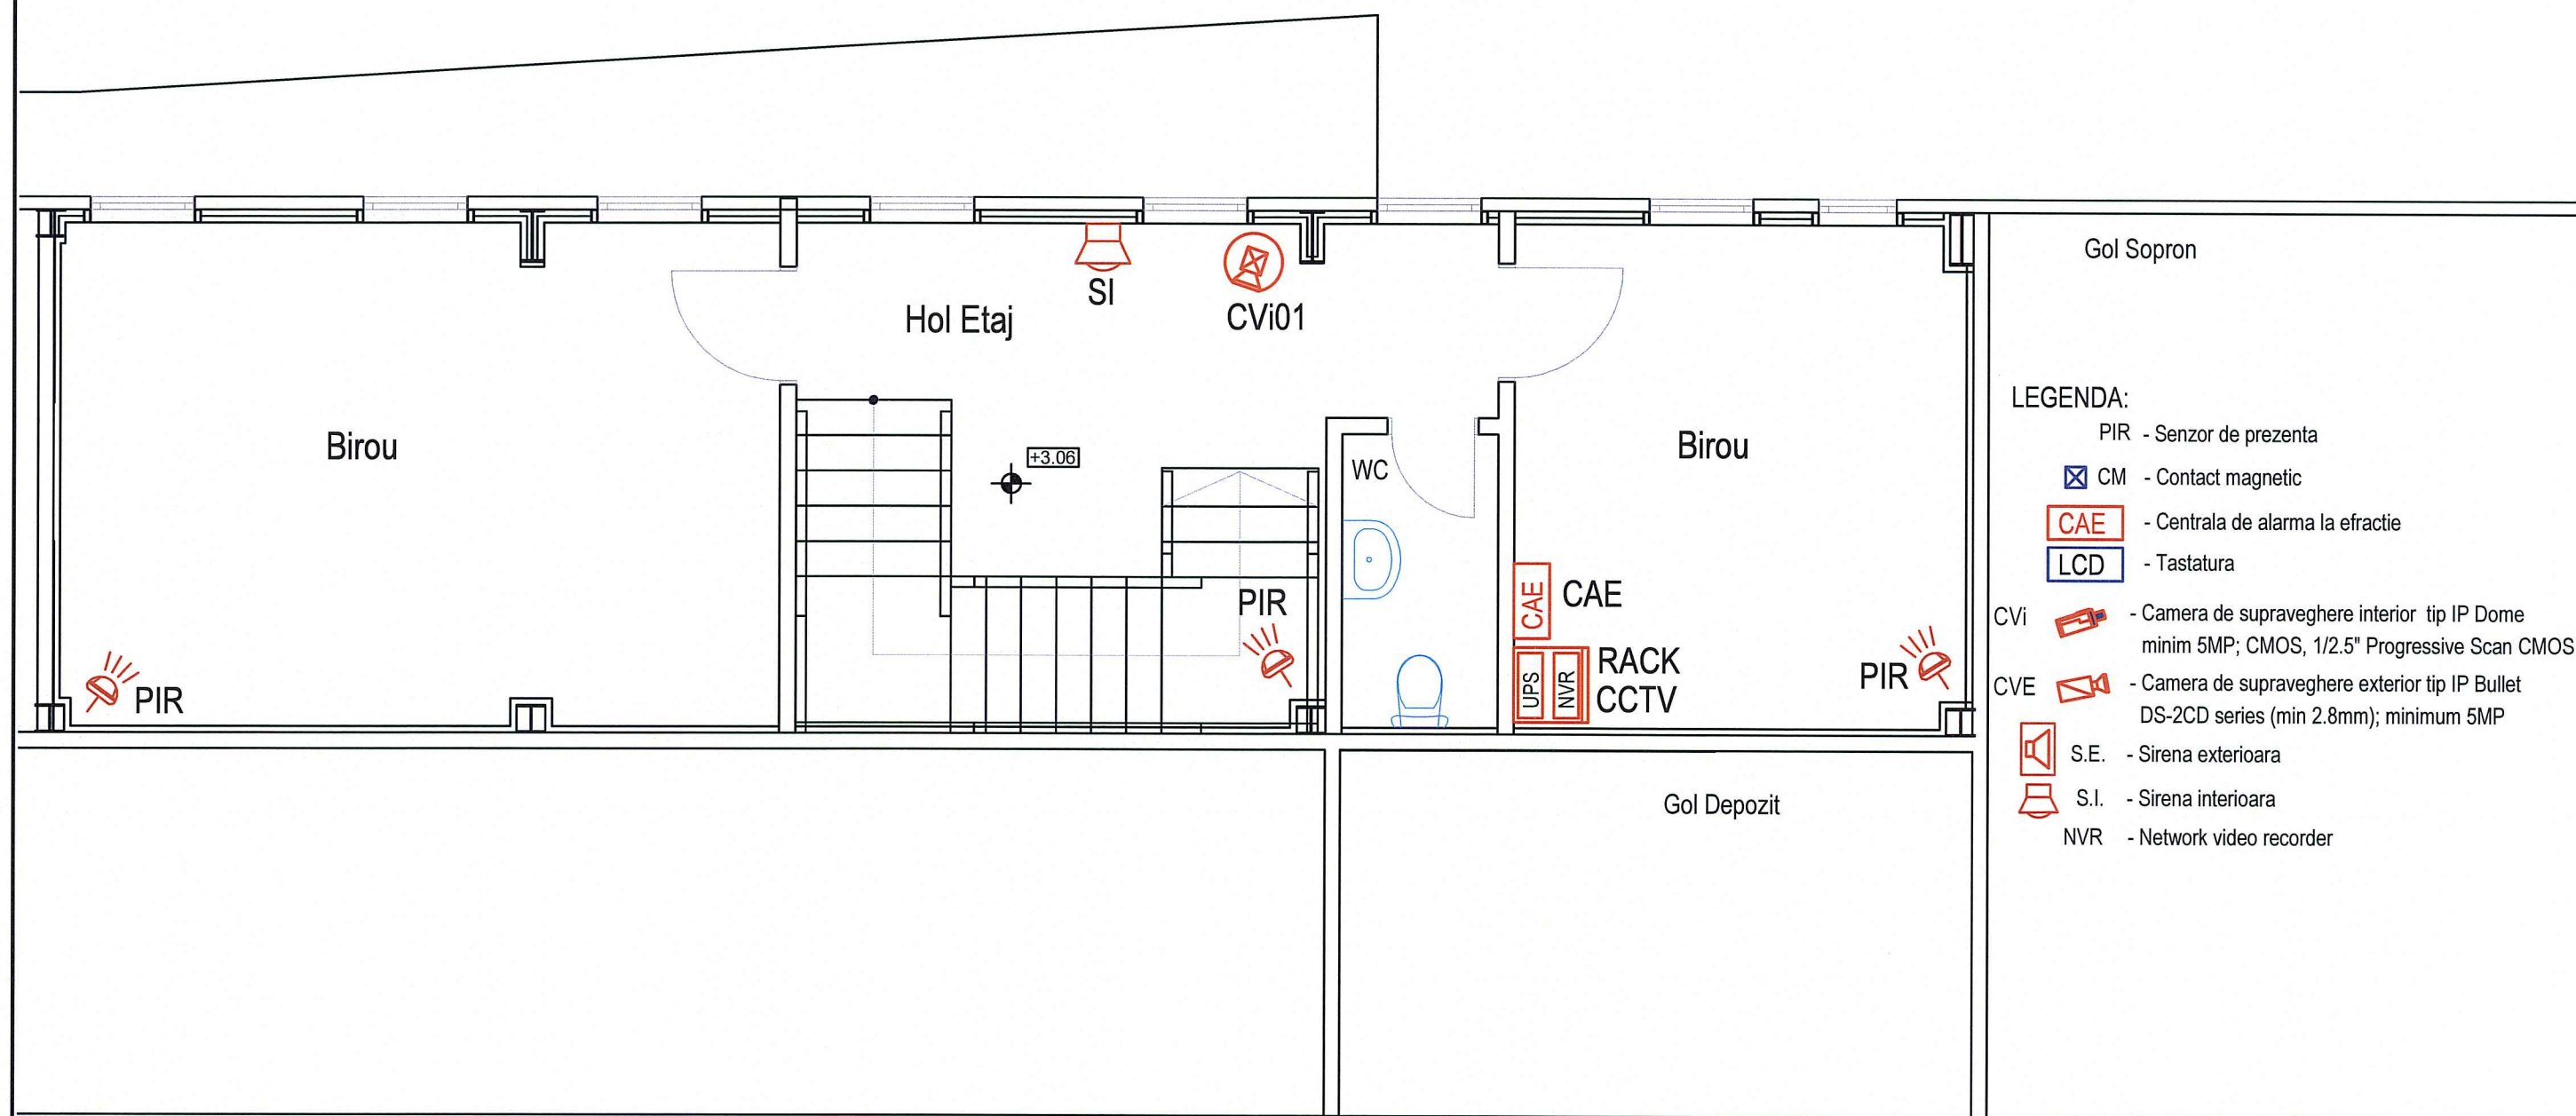 Gol Sopron
SI
CVi01
Hol Etaj
Birou
+3.06
WC
Birou
PIR
CAE
CAE
PIR
UPS
NVR
RACK
CCTV
PIR
Gol Depozit
LEGENDA:
PIR - Senzor de prezenta
CM - Contact magnetic
CAE - Centrala de alarma la efractie
LCD - Tastatura
CVi - Camera de supraveghere interior tip IP Dome
minim 5MP; CMOS, 1/2.5" Progressive Scan CMOS
CVE - Camera de supraveghere exterior tip IP Bullet
DS-2CD series (min 2.8mm); minimum 5MP
S.E. - Sirena exterioara
S.I. - Sirena interioara
NVR - Network video recorder